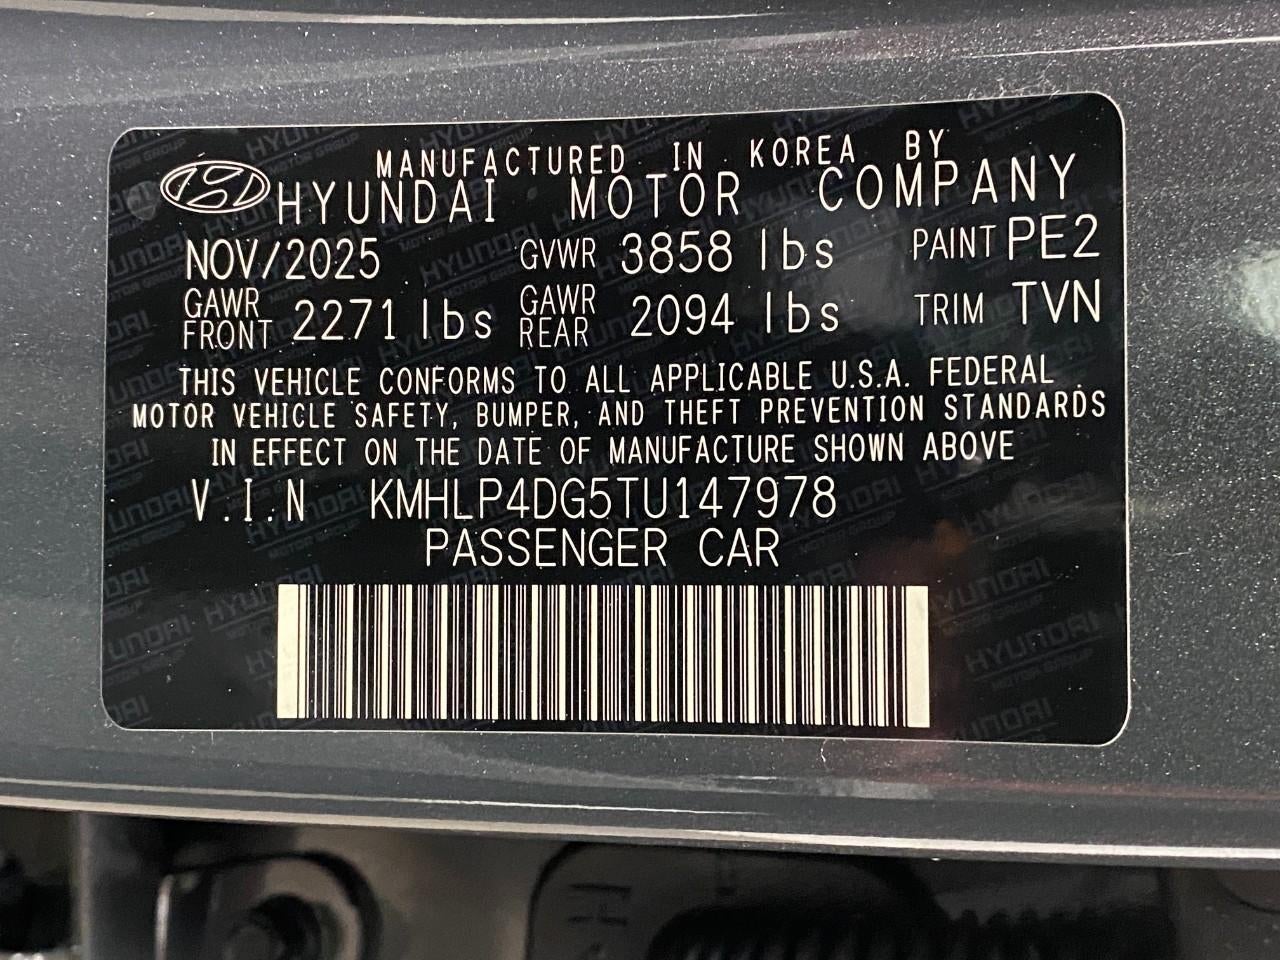 MANUFACTURED IN KOREA BY
HYUNDAI MOTOR COMPANY
NOV/2025 GVWR 3858 lbs PAINT PE2
GAWR FRONT 2271 lbs GAWR REAR 2094 lbs TRIM TVN
THIS VEHICLE CONFORMS TO ALL APPLICABLE U.S.A. FEDERAL
MOTOR VEHICLE SAFETY, BUMPER, AND THEFT PREVENTION STANDARDS
IN EFFECT ON THE DATE OF MANUFACTURE SHOWN ABOVE
V.I.N KMHLP4DG5TU147978
PASSENGER CAR